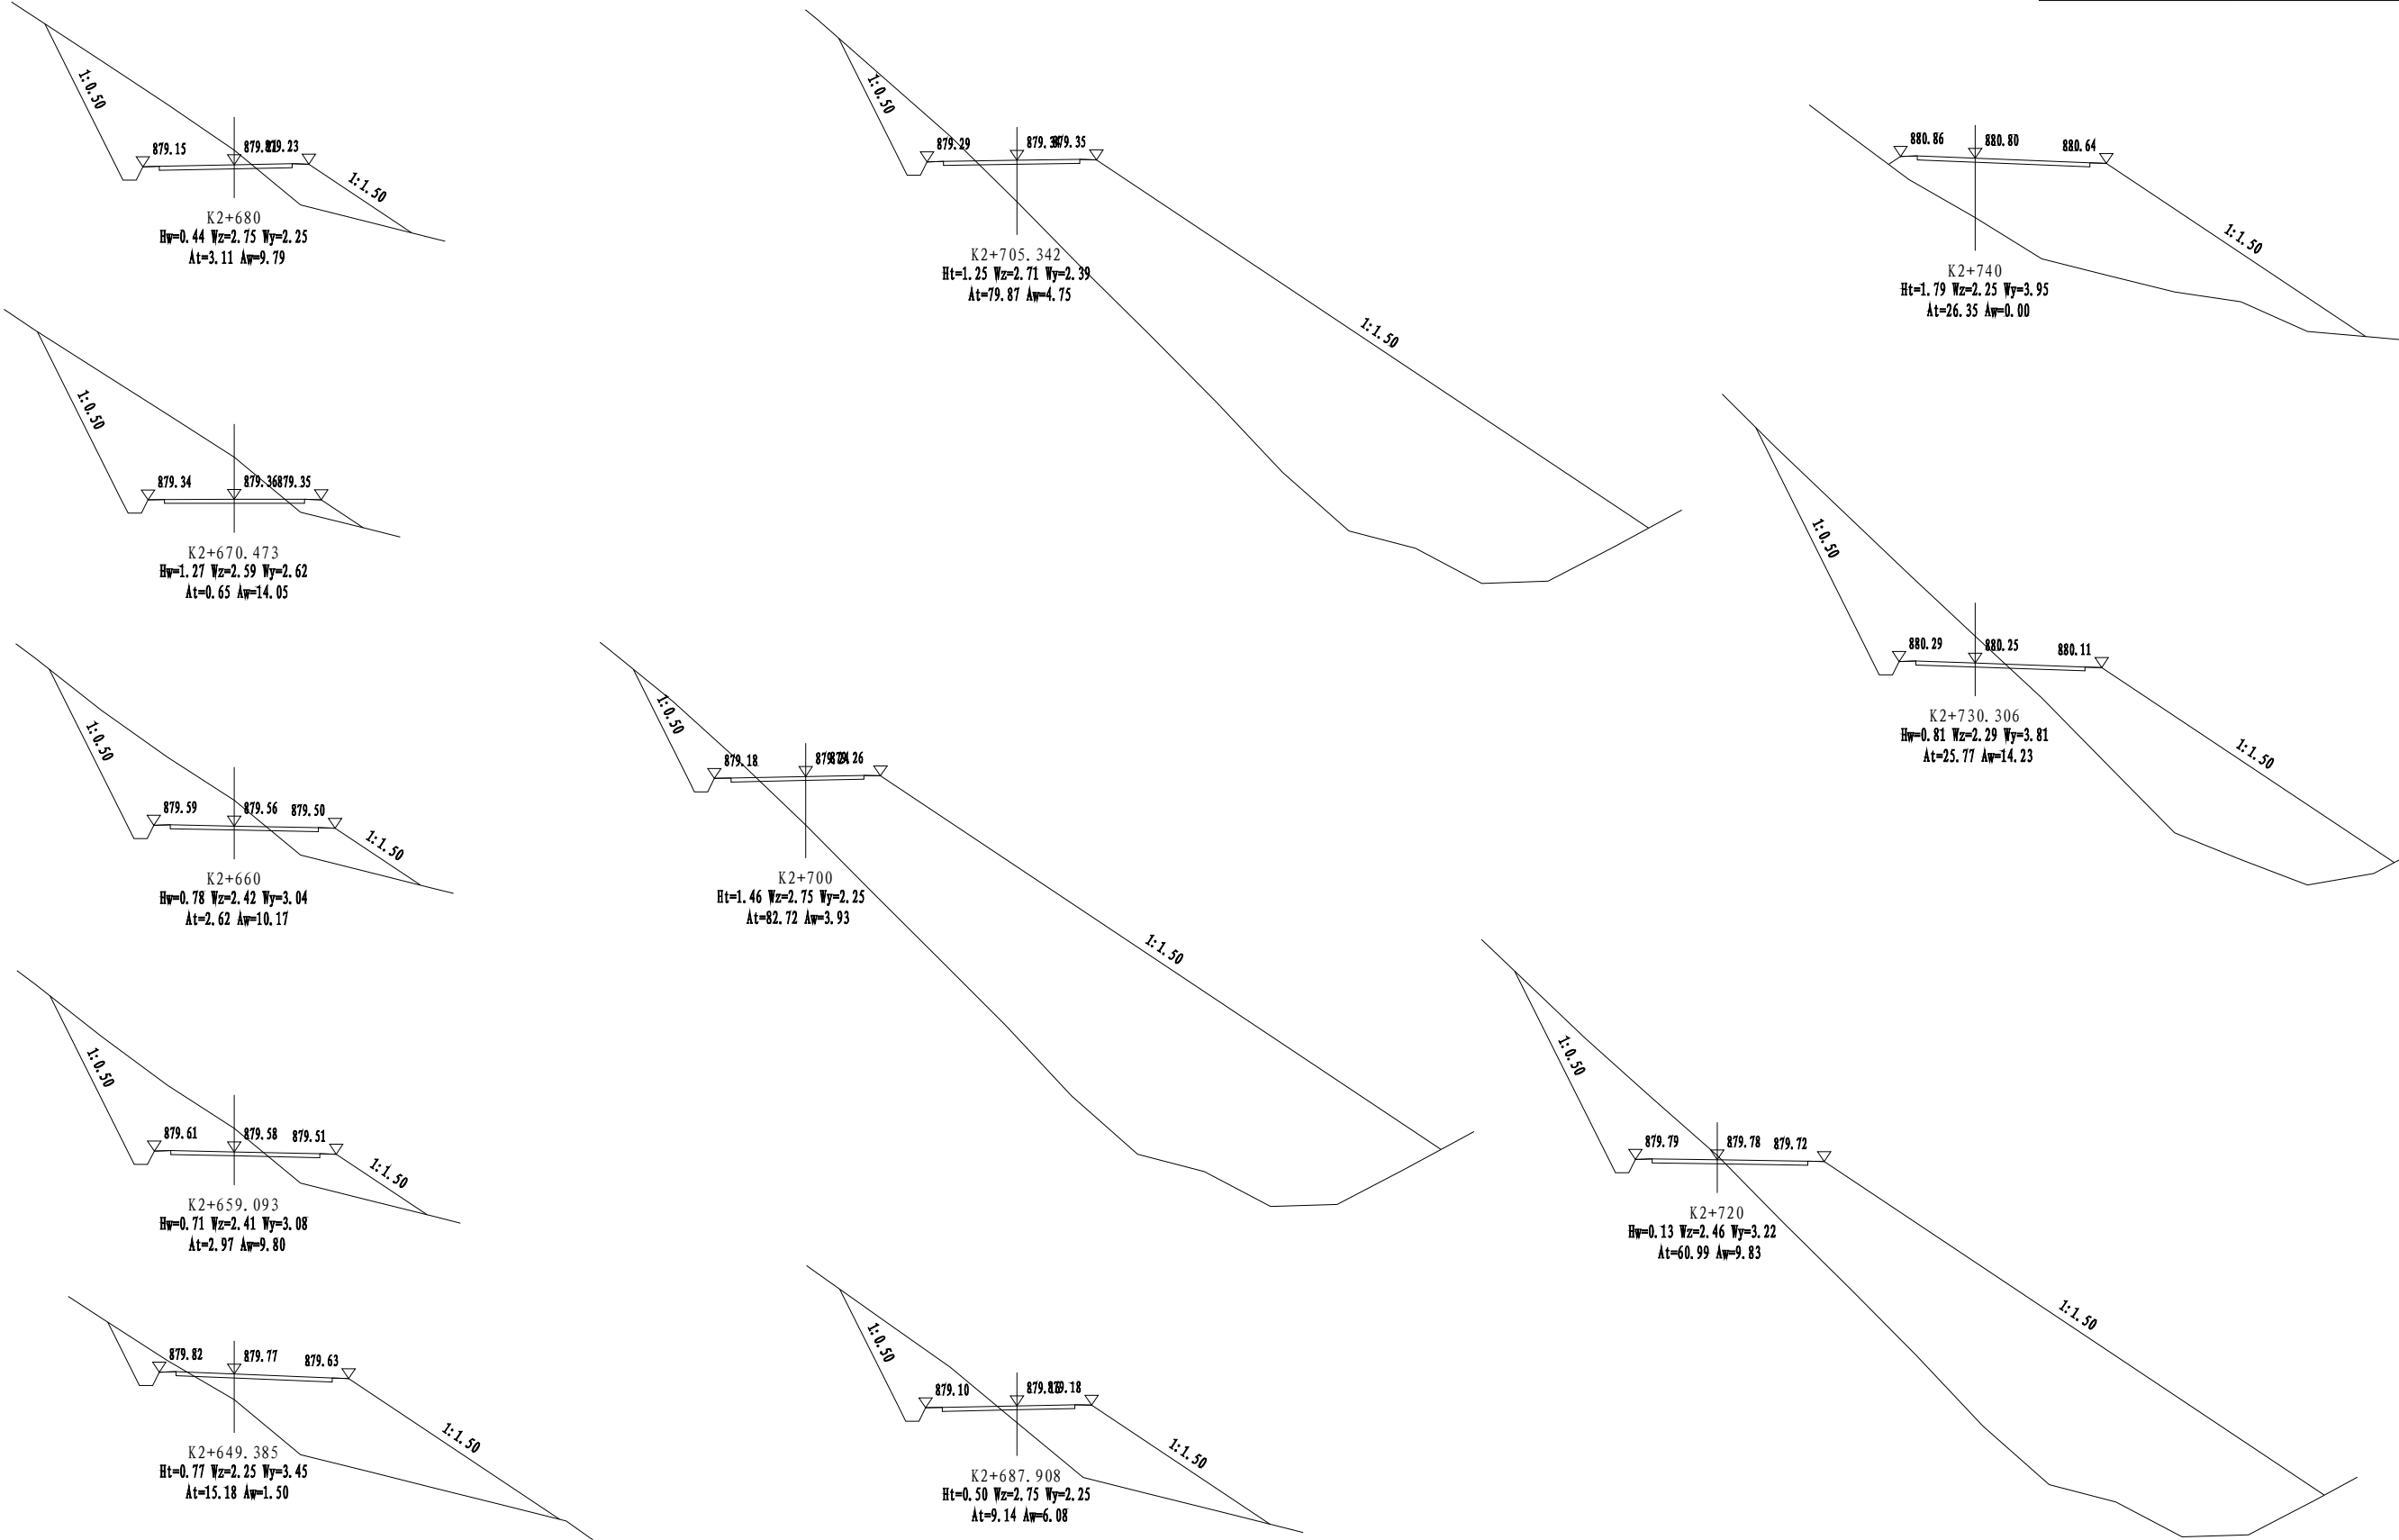 1:0.50
879.15
879.23
1:1.50
K2+680
Hw=0.44 Wz=2.75 Wy=2.25
At=3.11 Aw=9.79
1:0.50
879.34
879.36
879.35
K2+670.473
Hw=1.27 Wz=2.59 Wy=2.62
At=0.65 Aw=14.05
1:0.50
879.59
879.56
879.50
1:1.50
K2+660
Hw=0.78 Wz=2.42 Wy=3.04
At=2.62 Aw=10.17
1:0.50
879.61
879.58
879.51
1:1.50
K2+659.093
Hw=0.71 Wz=2.41 Wy=3.08
At=2.97 Aw=9.80
879.82
879.77
879.63
1:1.50
K2+649.385
Ht=0.77 Wz=2.25 Wy=3.45
At=15.18 Aw=1.50
1:0.50
879.29
879.35
1:1.50
K2+705.342
Ht=1.25 Wz=2.71 Wy=2.39
At=79.87 Aw=4.75
1:0.50
879.18
879.26
1:1.50
K2+700
Ht=1.46 Wz=2.75 Wy=2.25
At=82.72 Aw=3.93
1:0.50
879.10
879.18
1:1.50
K2+687.908
Ht=0.50 Wz=2.75 Wy=2.25
At=9.14 Aw=6.08
880.86
880.80
880.64
1:1.50
K2+740
Ht=1.79 Wz=2.25 Wy=3.95
At=26.35 Aw=0.00
1:0.50
880.29
880.25
880.11
1:1.50
K2+730.306
Hw=0.81 Wz=2.29 Wy=3.81
At=25.77 Aw=14.23
1:0.50
879.79
879.78
879.72
1:1.50
K2+720
Hw=0.13 Wz=2.46 Wy=3.22
At=60.99 Aw=9.83